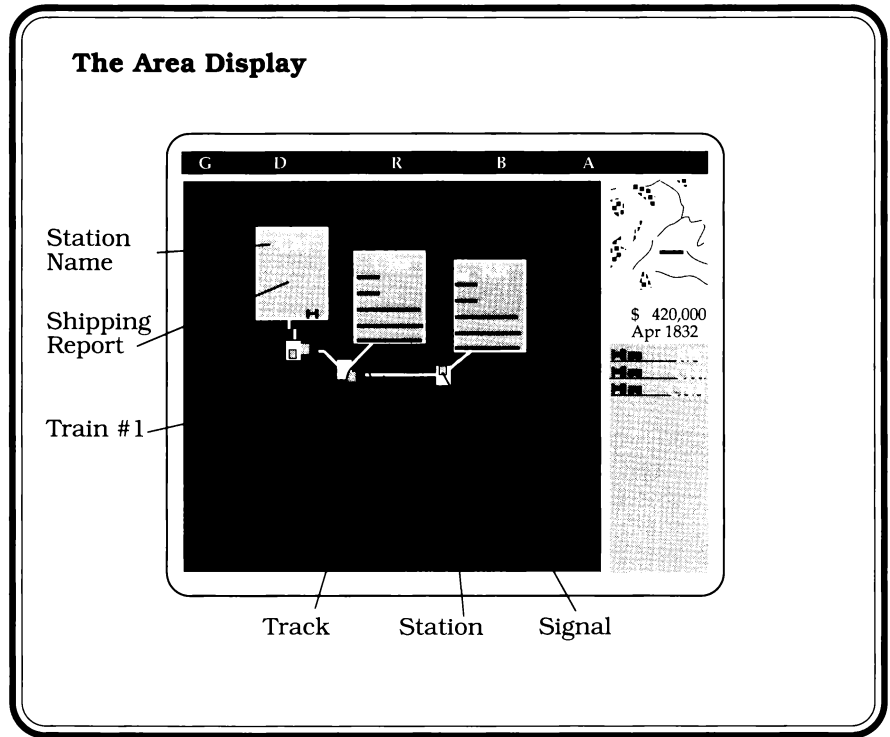 The Area Display
G D R B A
Station
Name
Shipping
Report
$ 420,000
Apr 1832
Train #1
Track Station Signal